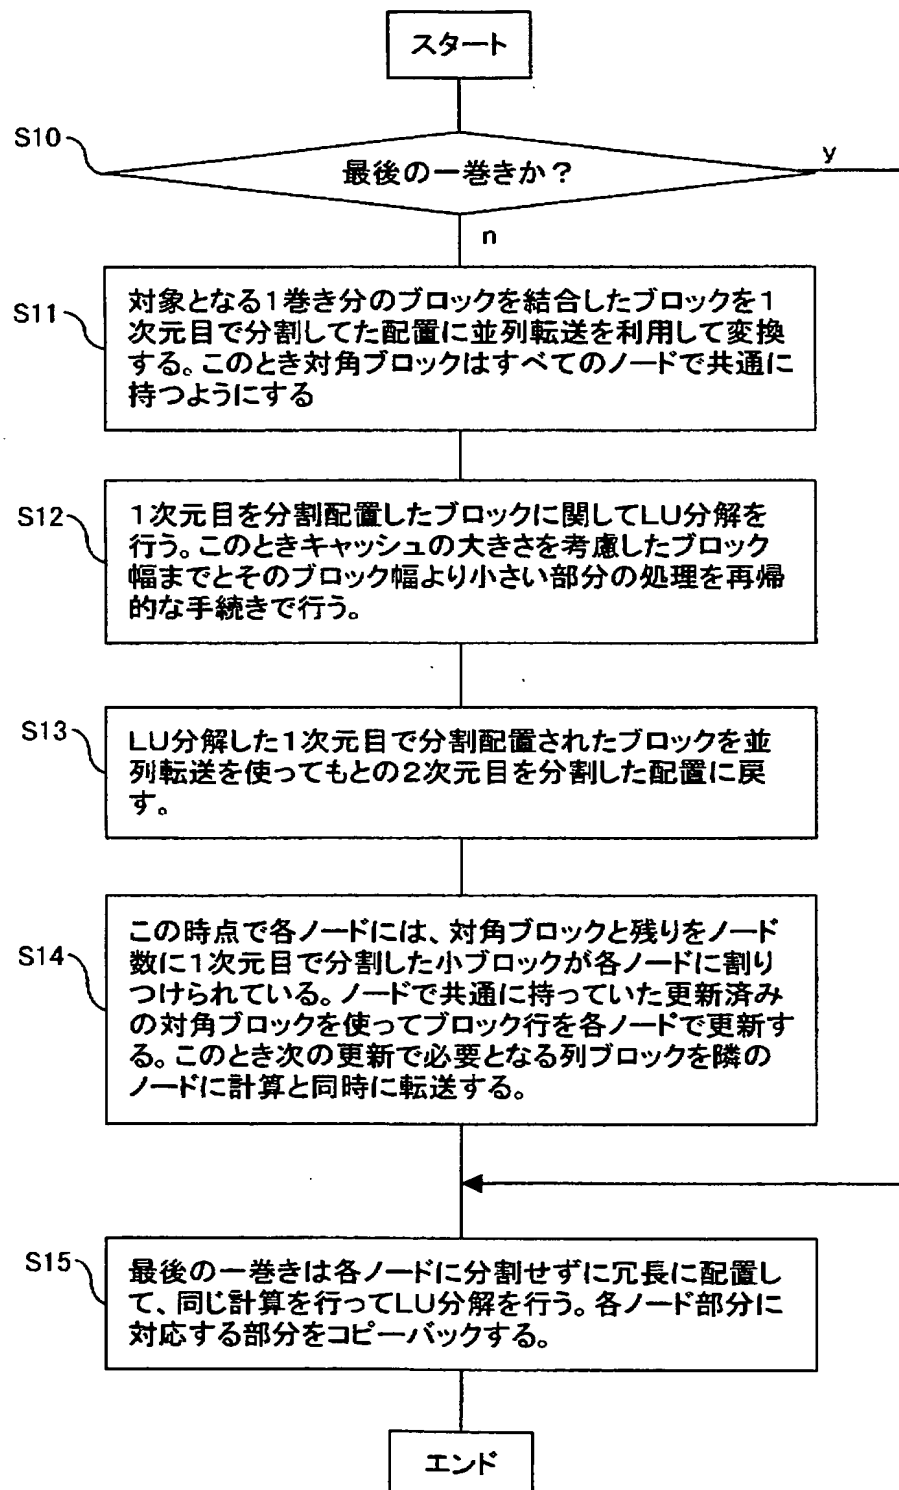 スタート
S10
最後の一巻きか？
y
n
S11
対象となる１巻き分のブロックを結合したブロックを１
次元目で分割してた配置に並列転送を利用して変換
する。このとき対角ブロックはすべてのノードで共通に
持つようにする
S12
１次元目を分割配置したブロックに関してLU分解を
行う。このときキャッシュの大きさを考慮したブロック
幅までとそのブロック幅より小さい部分の処理を再帰
的な手続きで行う。
S13
LU分解した１次元目で分割配置されたブロックを並
列転送を使ってもとの２次元目を分割した配置に戻
す。
S14
この時点で各ノードには、対角ブロックと残りをノード
数に１次元目で分割した小ブロックが各ノードに割り
つけられている。ノードで共通に持っていた更新済み
の対角ブロックを使ってブロック行を各ノードで更新す
る。このとき次の更新で必要となる列ブロックを隣の
ノードに計算と同時に転送する。
S15
最後の一巻きは各ノードに分割せずに冗長に配置し
て、同じ計算を行ってLU分解を行う。各ノード部分に
対応する部分をコピーバックする。
エンド